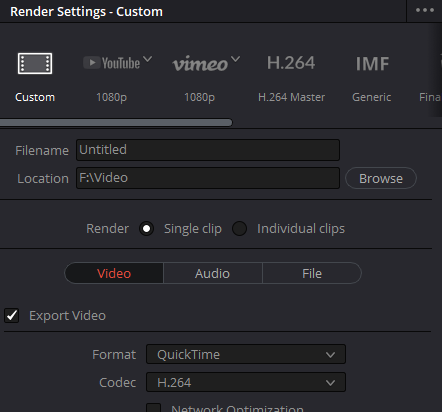 Render Settings - Custom
YouTube vimeo H.264 IMF
Custom 1080p 1080p H.264 Master Generic Fina
Filename Untitled
Location F:\Video Browse
Render Single clip Individual clips
Video Audio File
Export Video
Format QuickTime
Codec H.264
Network Optimization